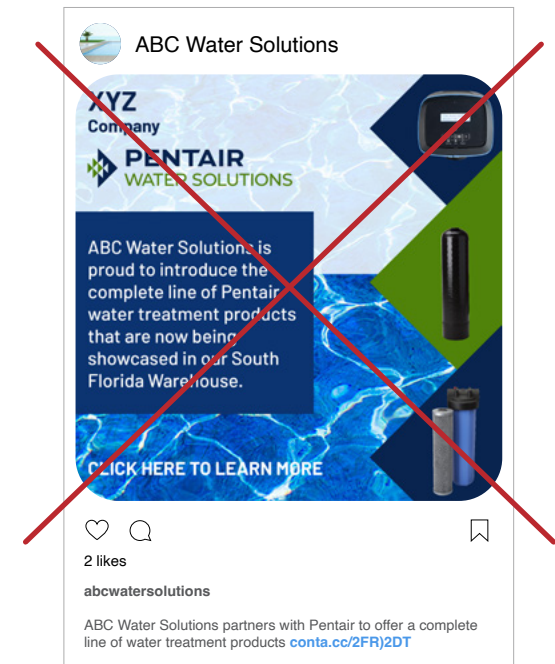 ABC Water Solutions
XYZ
Company
PENTAIR
WATER SOLUTIONS
ABC Water Solutions is
proud to introduce the
complete line of Pentair
water treatment products
that are now being
showcased in our South
Florida Warehouse.
CLICK HERE TO LEARN MORE
2 likes
abcwatersolutions
ABC Water Solutions partners with Pentair to offer a complete
line of water treatment products conta.cc/2FR)2DT